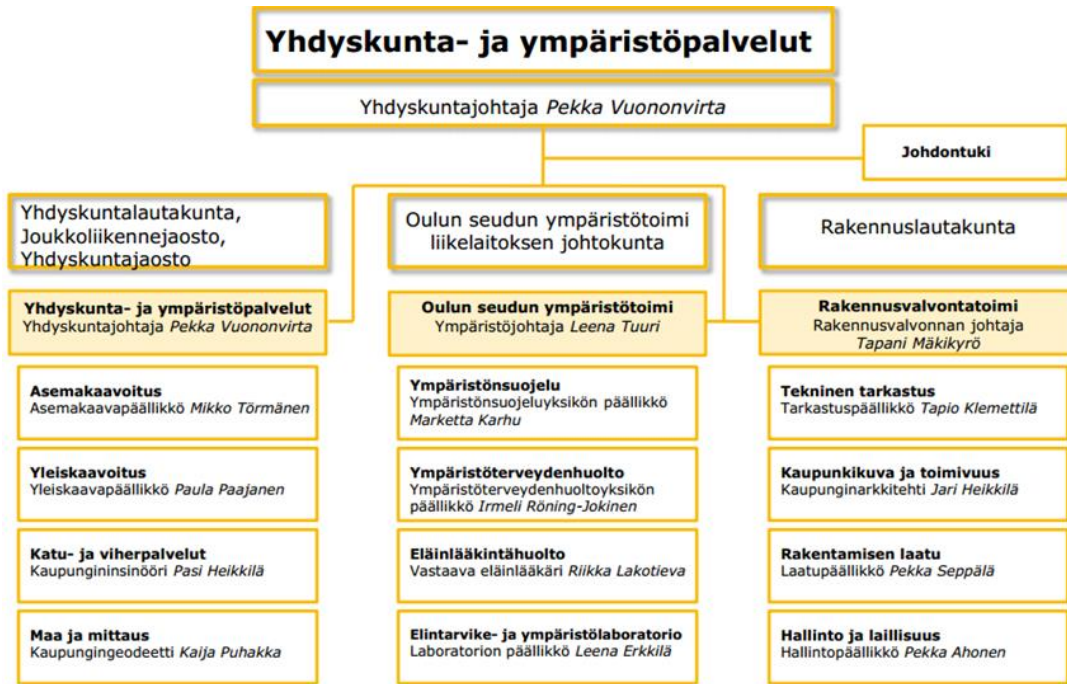 Yhdyskunta- ja ympäristöpalvelut
Yhdyskuntajohtaja Pekka Vuononvirta
Johdontuki
Yhdyskuntalautakunta,
Joukkoliikennejaosto,
Yhdyskuntajaosto
Oulun seudun ympäristötoimi
liikelaitoksen johtokunta
Rakennuslautakunta
Yhdyskunta- ja ympäristöpalvelut
Yhdyskuntajohtaja Pekka Vuononvirta
Oulun seudun ympäristötoimi
Ympäristöjohtaja Leena Tuuri
Rakennusvalvontatoimi
Rakennusvalvonnan johtaja
Tapani Mäkikyrö
Asemakaavoitus
Asemakaavapäällikkö Mikko Törmänen
Yleiskaavoitus
Yleiskaavapäällikkö Paula Paajanen
Katu- ja viherpalvelut
Kaupungininsinööri Pasi Heikkilä
Maa ja mittaus
Kaupungingeodeetti Kaija Puhakka
Ympäristönsuojelu
Ympäristönsuojeluyksikön päällikkö
Marketta Karhu
Ympäristöterveydenhuolto
Ympäristöterveydenhuoltoyksikön
päällikkö Irmeli Röning-Jokinen
Eläinlääkintähuolto
Vastaava eläinlääkäri Riikka Lakotieva
Elintarvike- ja ympäristölaboratorio
Laboratorion päällikkö Leena Erkkilä
Tekninen tarkastus
Tarkastuspäällikkö Tapio Klemettilä
Kaupunkikuva ja toimivuus
Kaupunginarkkitehti Jari Heikkilä
Rakentamisen laatu
Laatupäällikkö Pekka Seppälä
Hallinto ja laillisuus
Hallintopäällikkö Pekka Ahonen